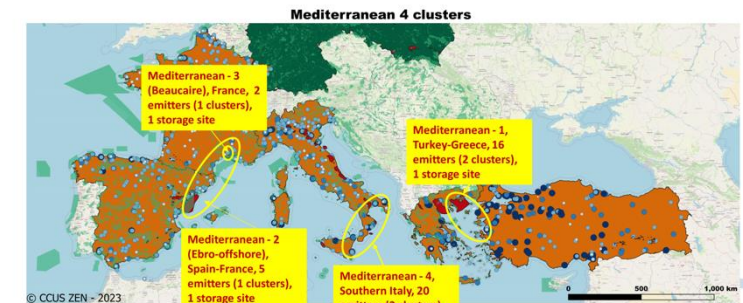 Mediterranean 4 clusters
Mediterranean - 3
(Beaucaire), France, 2
emitters (1 clusters),
1 storage site
Mediterranean - 1,
Turkey-Greece, 16
emitters (2 clusters),
1 storage site
Mediterranean - 2
(Ebro-offshore),
Spain-France, 5
emitters (1 clusters),
1 storage site
Mediterranean - 4,
Southern Italy, 20
© CCUS ZEN - 2023
0 500 1,000 km